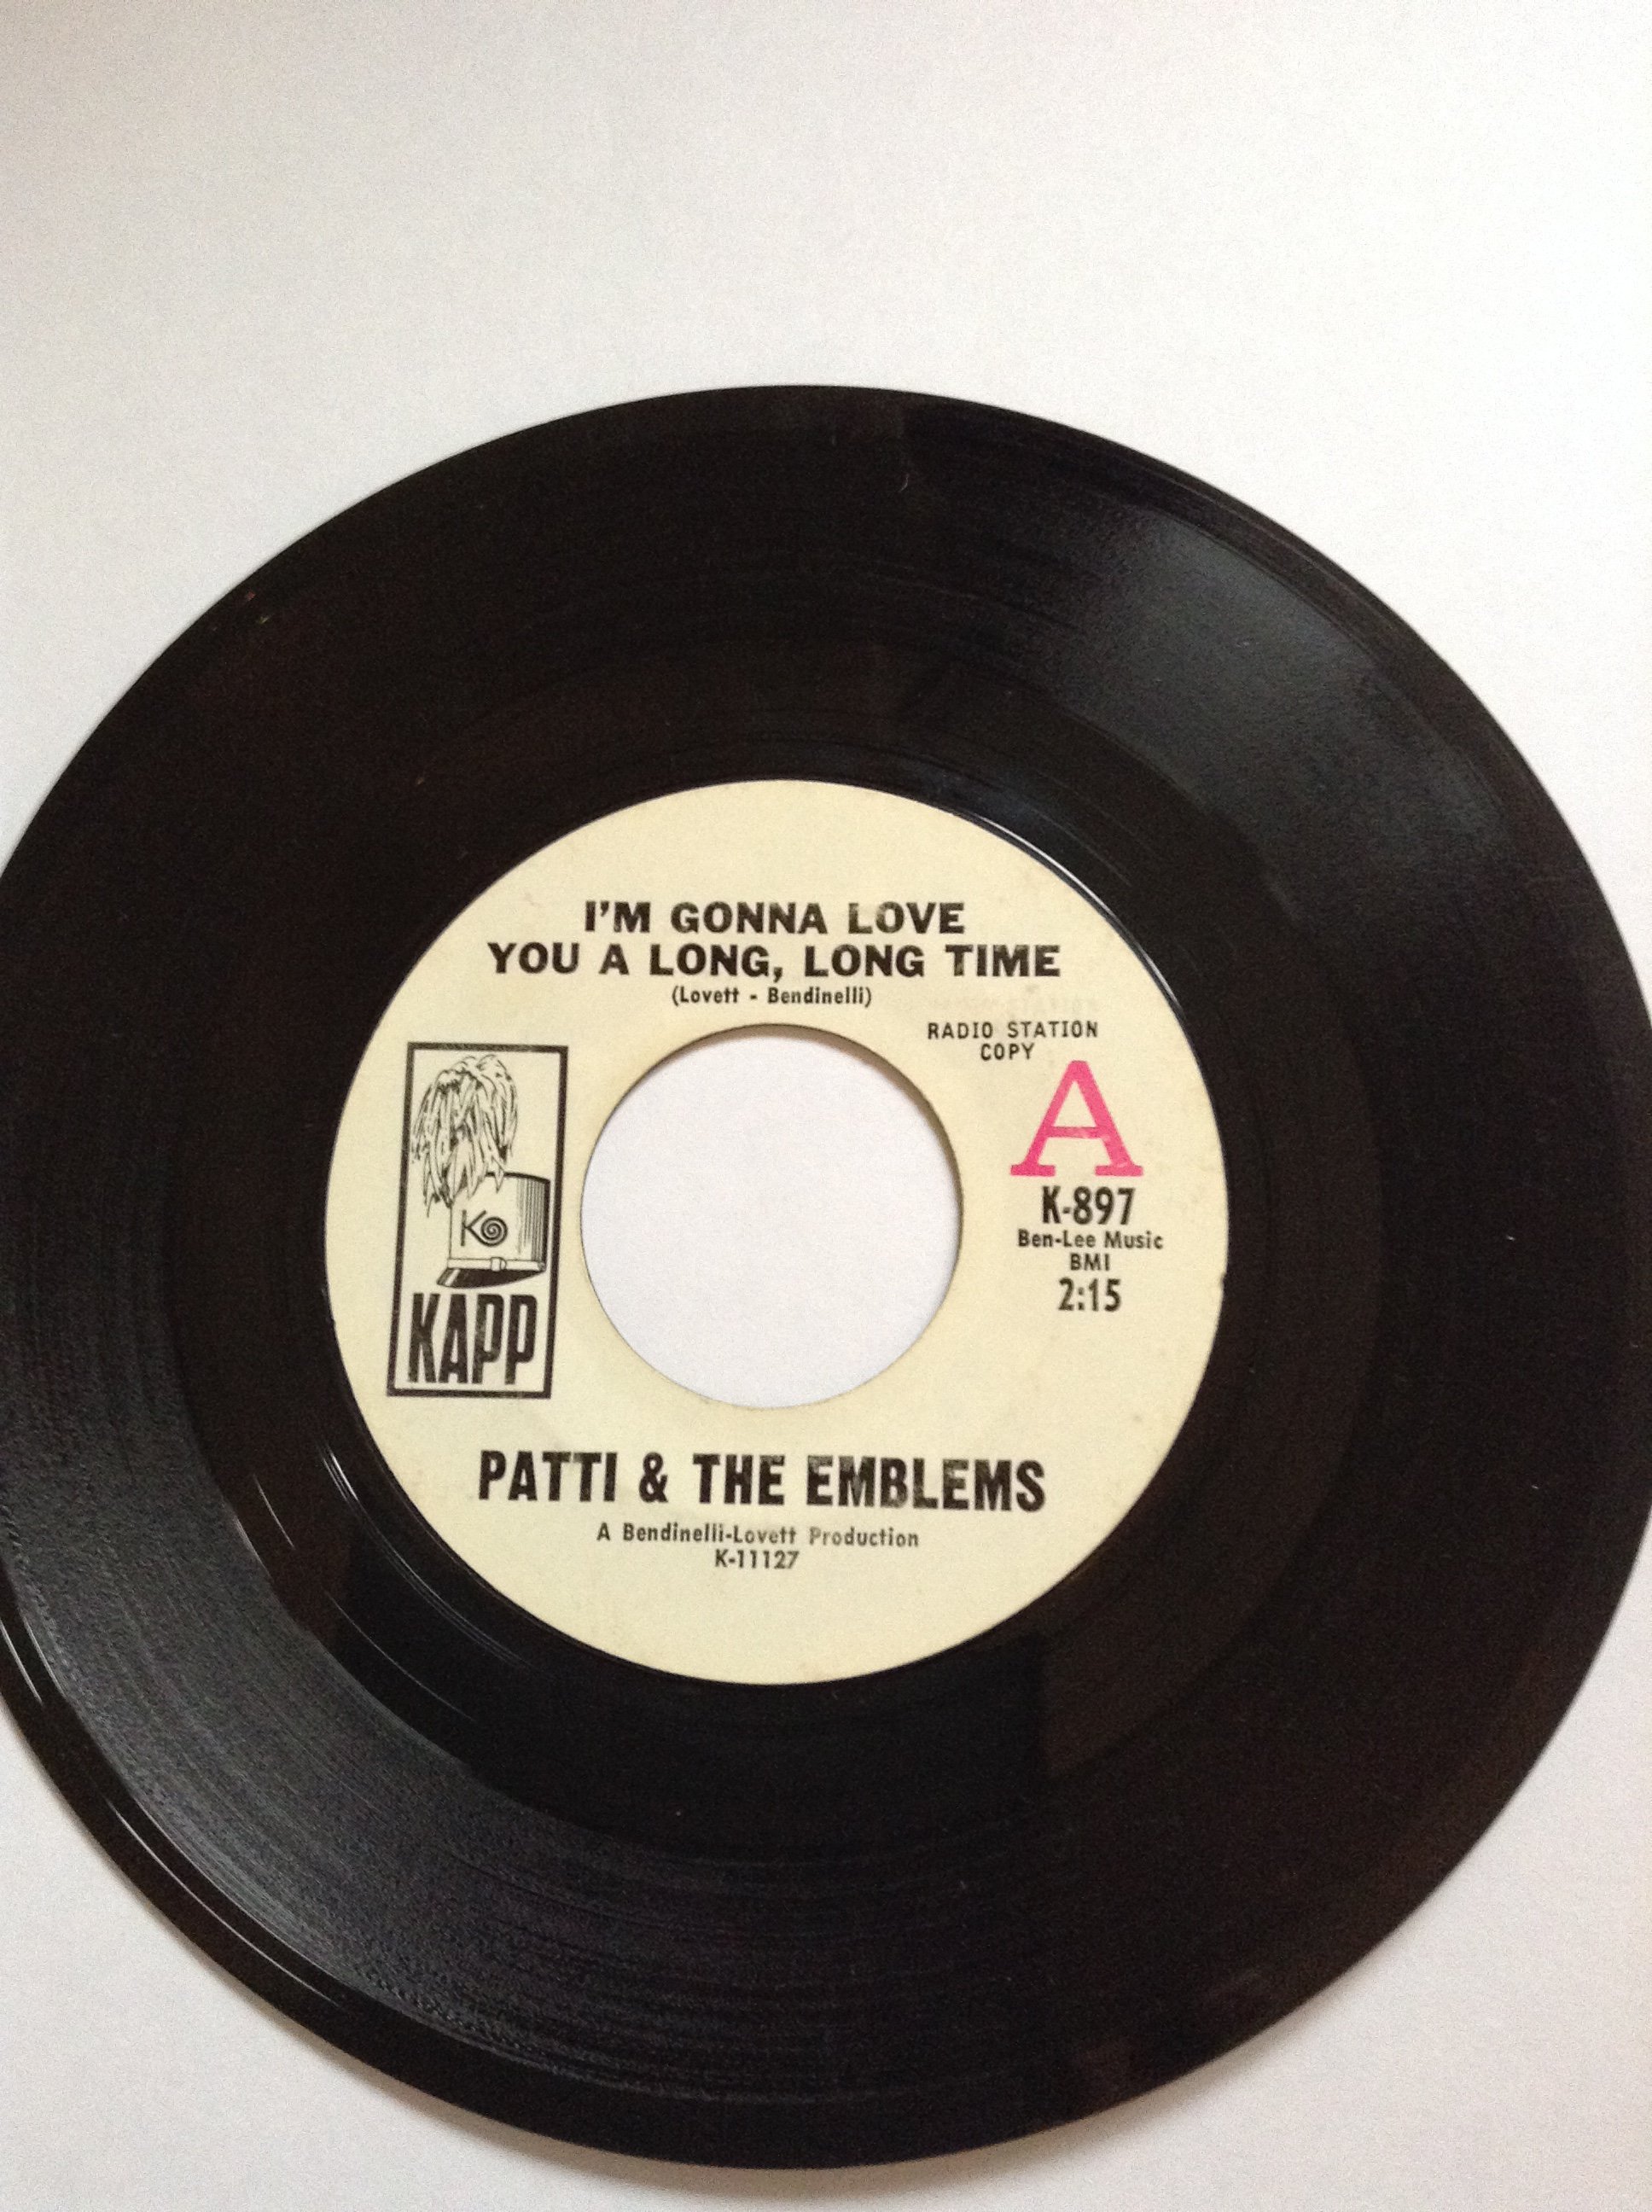 I'M GONNA LOVE
YOU A LONG, LONG TIME
(Lovett - Bendinelli)
RADIO STATION
COPY
A
K-897
Ben-Lee Music
BMI
2:15
K
KAPP
PATTI & THE EMBLEMS
A Bendinelli-Lovett Production
K-11127